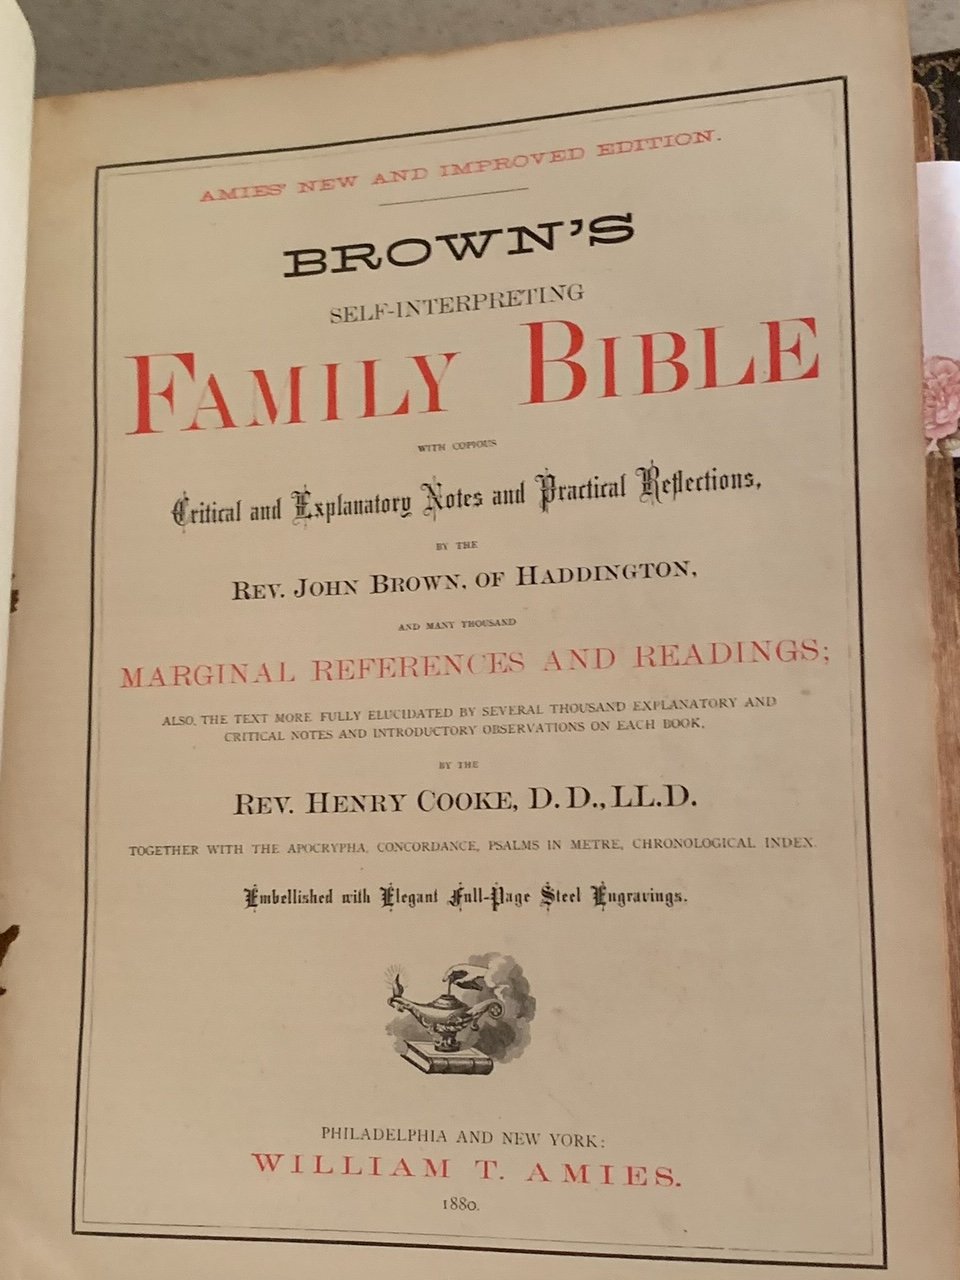 AMIES' NEW AND IMPROVED EDITION.
BROWN'S
SELF-INTERPRETING
FAMILY BIBLE
WITH COPIOUS
Critical and Explanatory Notes and Practical Reflections,
BY THE
REV. JOHN BROWN, OF HADDINGTON,
AND MANY THOUSAND
MARGINAL REFERENCES AND READINGS;
ALSO, THE TEXT MORE FULLY ELUCIDATED BY SEVERAL THOUSAND EXPLANATORY AND
CRITICAL NOTES AND INTRODUCTORY OBSERVATIONS ON EACH BOOK,
BY THE
REV. HENRY COOKE, D.D., LL.D.
TOGETHER WITH THE APOCRYPHA, CONCORDANCE, PSALMS IN METRE, CHRONOLOGICAL INDEX.
Embellished with Elegant Full-Page Steel Engravings.
PHILADELPHIA AND NEW YORK:
WILLIAM T. AMIES.
1880.